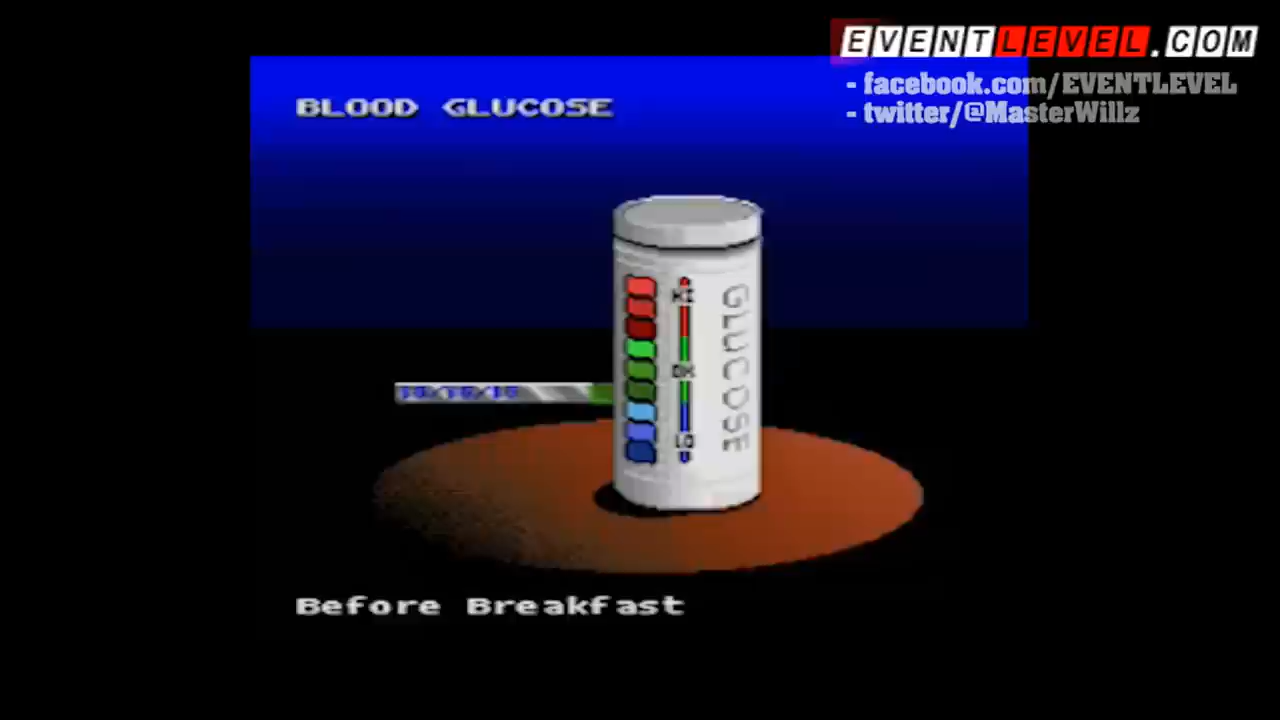 EVENTLEVEL.COM
- facebook.com/EVENTLEVEL
- twitter/@MasterWillz
BLOOD GLUCOSE
HI
OK
LO
GLUCOSE
Before Breakfast